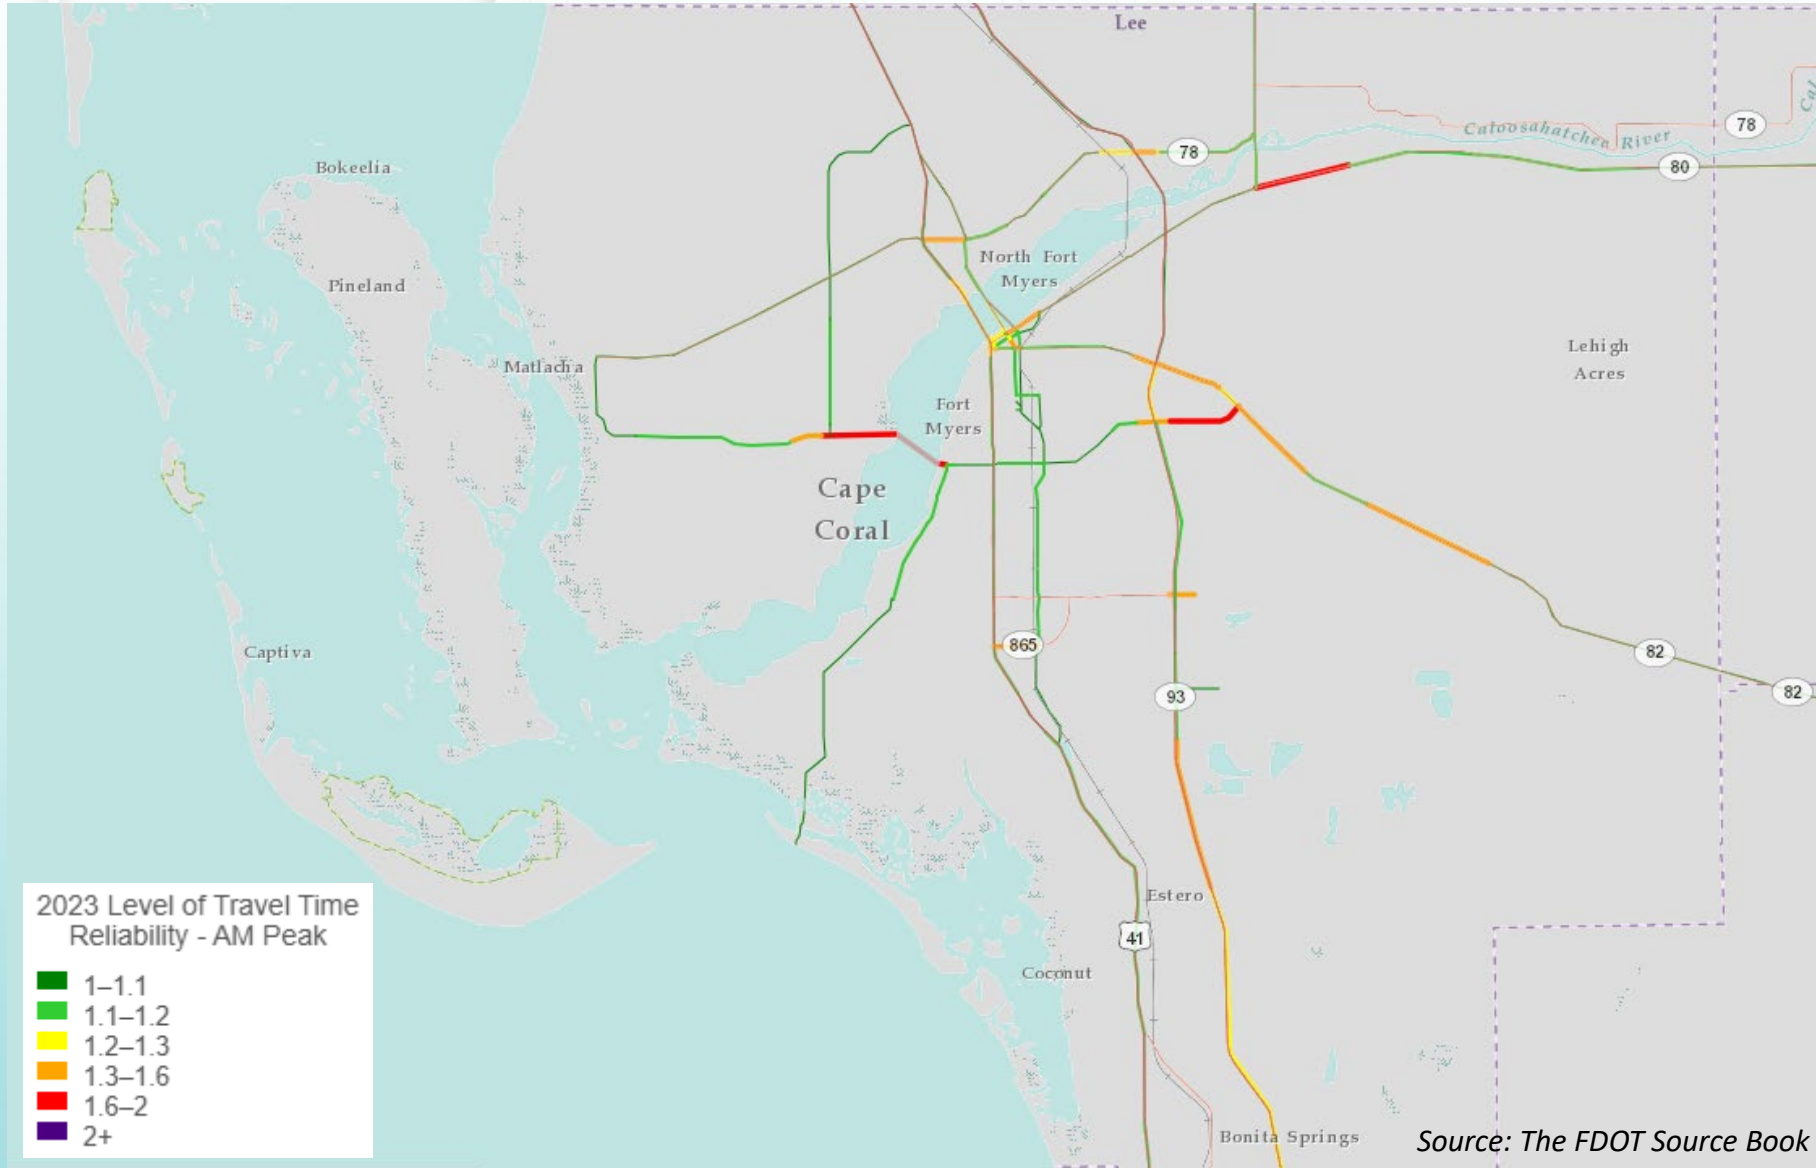 Lee
78
Caloosahatchee River
78
Cal
80
Bokeelia
North Fort
Myers
Pineland
Lehigh
Acres
Matlacha
Fort
Myers
Cape
Coral
865
Captiva
82
82
93
Estero
41
Coconut
Bonita Springs
2023 Level of Travel Time
Reliability - AM Peak
1–1.1
1.1–1.2
1.2–1.3
1.3–1.6
1.6–2
2+
Source: The FDOT Source Book